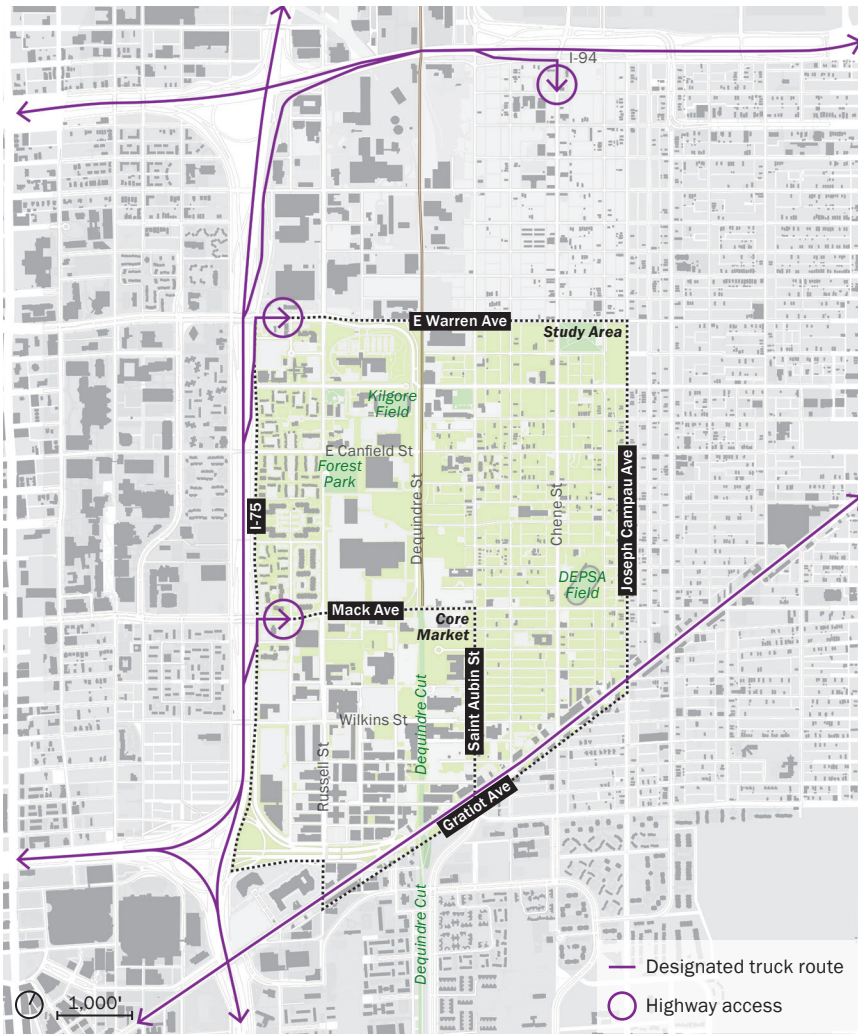 I-94
E Warren Ave
Study Area
Kilgore
Field
E Canfield St
Forest
Park
Dequindre St
Chene St
I-75
Joseph Campau Ave
DEPSA
Field
Mack Ave
Core
Market
Saint Aubin St
Dequindre Cut
Wilkins St
Russell St
Gratiot Ave
Dequindre Cut
Designated truck route
1,000'
Highway access